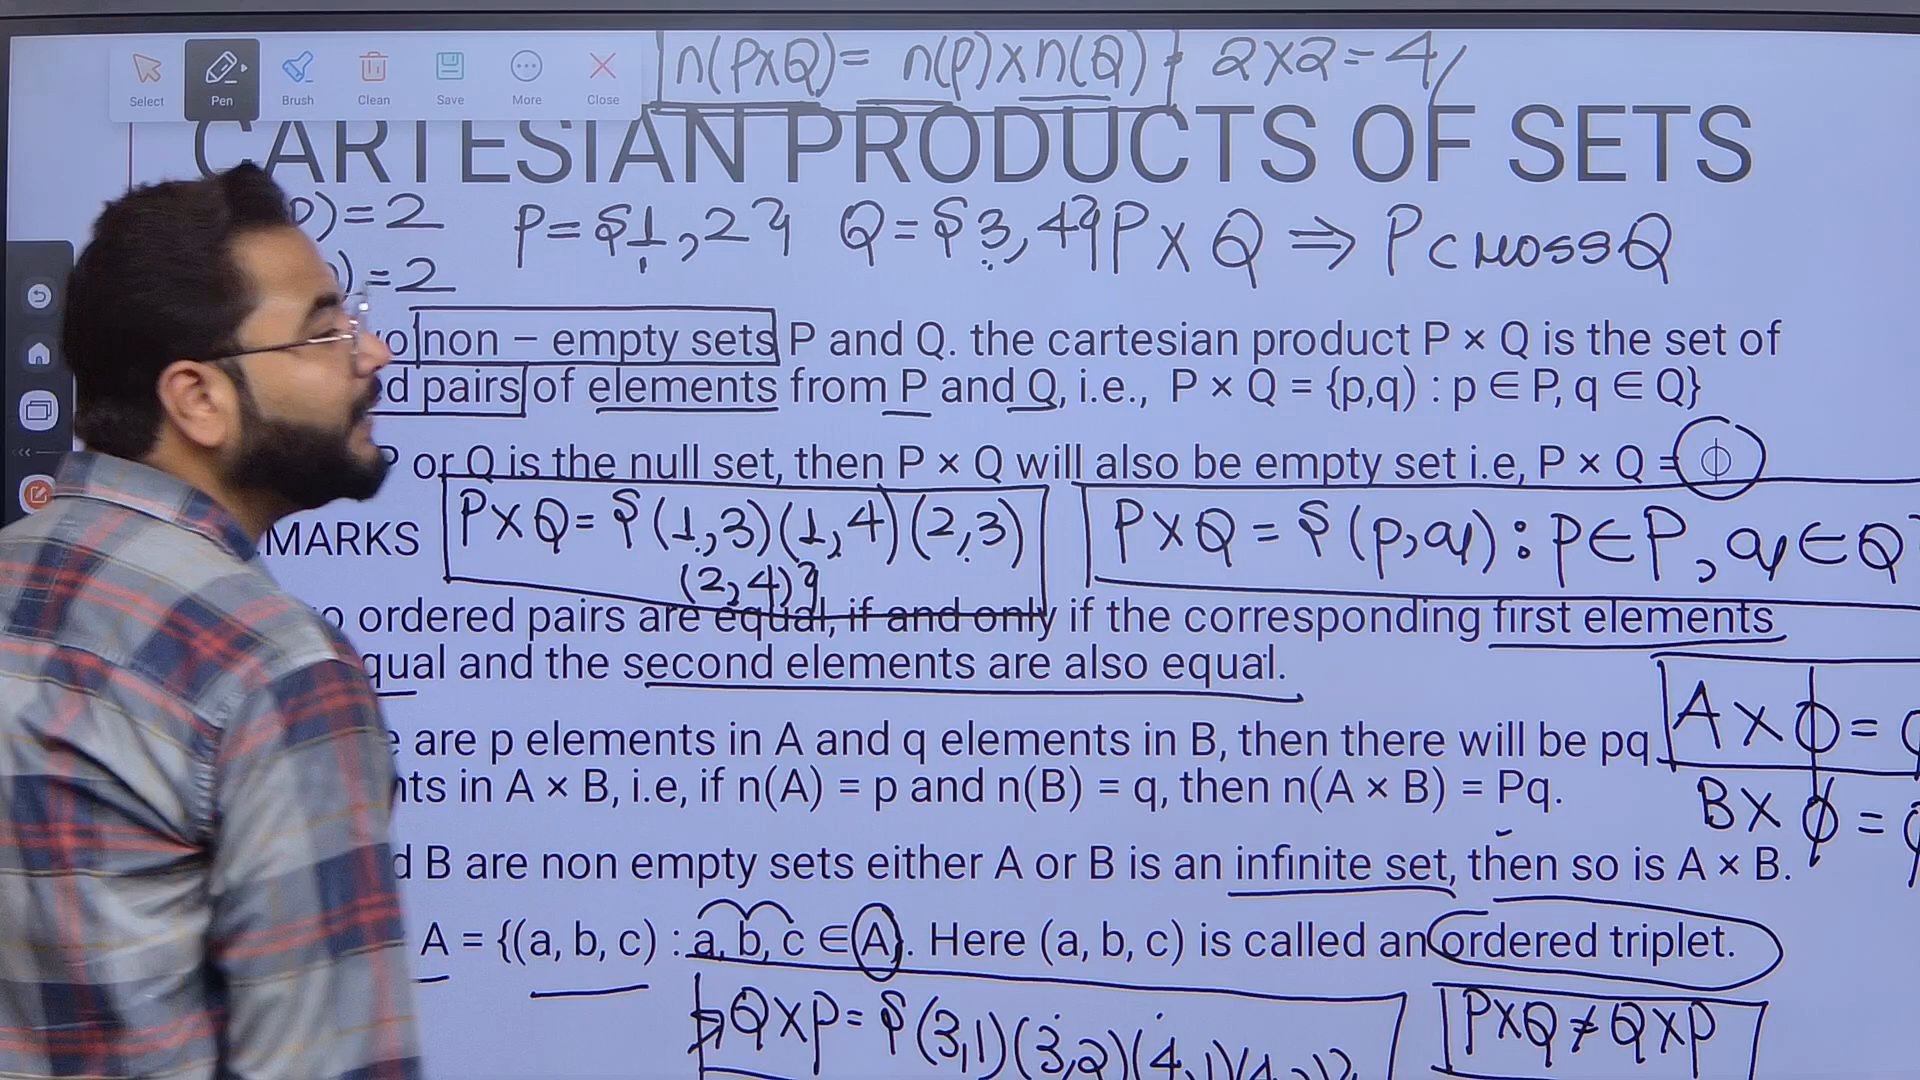 Select Pen Brush Clean Save More Close
n(P×Q) = n(P)×n(Q) 2×2=4
CARTESIAN PRODUCTS OF SETS
)=2 P={1,2} Q={3,4} P×Q ⇒ P cross Q
)=2
non – empty sets P and Q. the cartesian product P × Q is the set of
pairs of elements from P and Q, i.e., P × Q = {p,q) : p ∈ P, q ∈ Q}
P or Q is the null set, then P × Q will also be empty set i.e, P × Q = ϕ
P×Q={(1,3)(1,4)(2,3)
(2,4)}
P×Q = {(p,q) : p∈P, q∈Q
MARKS
ordered pairs are equal, if and only if the corresponding first elements
qual and the second elements are also equal.
are p elements in A and q elements in B, then there will be pq
nts in A × B, i.e, if n(A) = p and n(B) = q, then n(A × B) = Pq.
A×ϕ=
B×ϕ=
d B are non empty sets either A or B is an infinite set, then so is A × B.
A = {(a, b, c) : a, b, c ∈ A}. Here (a, b, c) is called an ordered triplet.
⇒Q×P={(3,1)(3,2)(4,1)(4,
P×Q≠Q×P